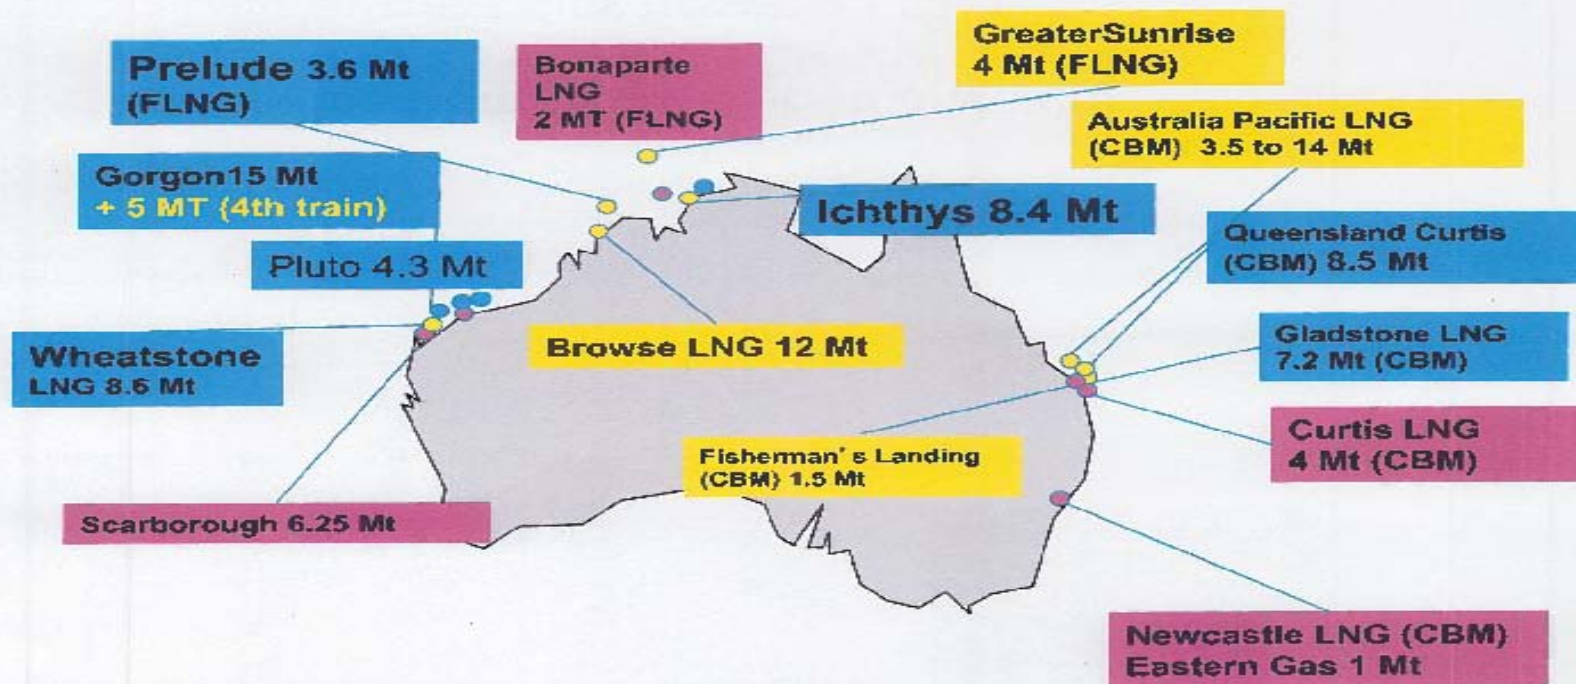 Prelude 3.6 Mt
(FLNG)
Bonaparte
LNG
2 MT (FLNG)
GreaterSunrise
4 Mt (FLNG)
Australia Pacific LNG
(CBM) 3.5 to 14 Mt
Gorgon15 Mt
+ 5 MT (4th train)
Ichthys 8.4 Mt
Queensland Curtis
(CBM) 8.5 Mt
Pluto 4.3 Mt
Wheatstone
LNG 8.6 Mt
Browse LNG 12 Mt
Gladstone LNG
7.2 Mt (CBM)
Curtis LNG
4 Mt (CBM)
Fisherman's Landing
(CBM) 1.5 Mt
Scarborough 6.25 Mt
Newcastle LNG (CBM)
Eastern Gas 1 Mt